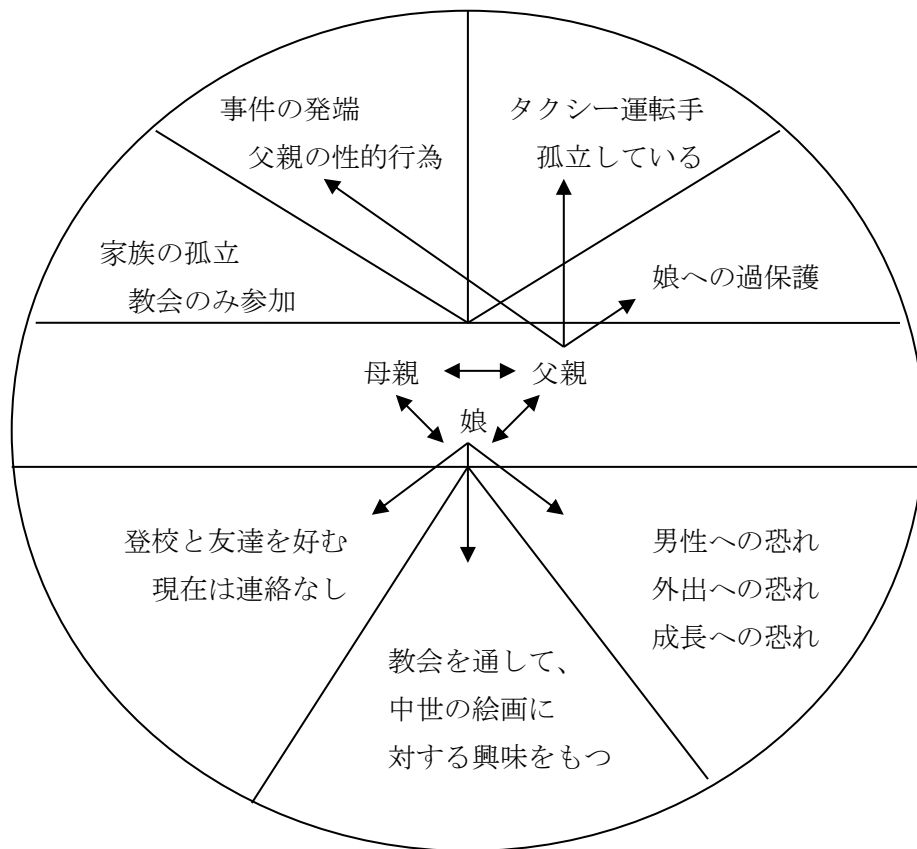 事件の発端
父親の性的行為
タクシー運転手
孤立している
家族の孤立
教会のみ参加
娘への過保護
母親
父親
娘
登校と友達を好む
現在は連絡なし
教会を通して、
中世の絵画に
対する興味をもつ
男性への恐れ
外出への恐れ
成長への恐れ